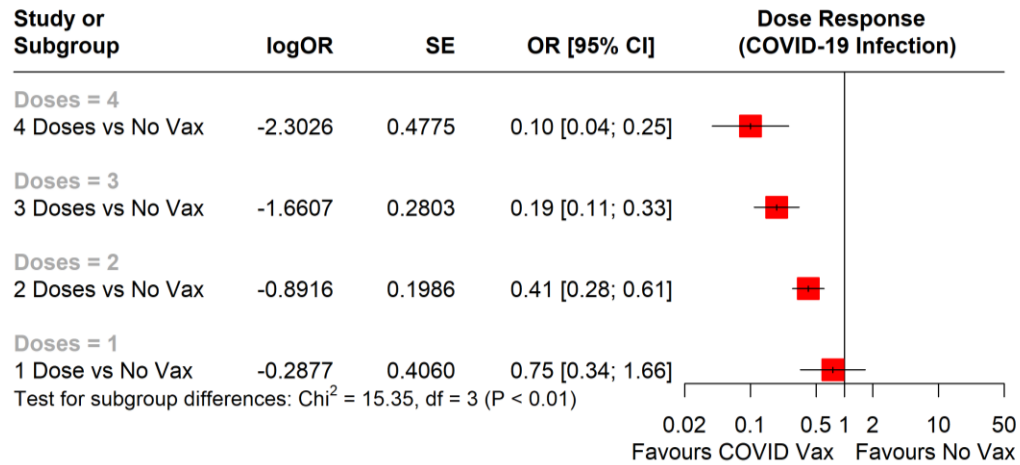 Study or Subgroup logOR SE OR [95% CI] Dose Response (COVID-19 Infection)
Doses = 4
4 Doses vs No Vax -2.3026 0.4775 0.10 [0.04; 0.25]
Doses = 3
3 Doses vs No Vax -1.6607 0.2803 0.19 [0.11; 0.33]
Doses = 2
2 Doses vs No Vax -0.8916 0.1986 0.41 [0.28; 0.61]
Doses = 1
1 Dose vs No Vax -0.2877 0.4060 0.75 [0.34; 1.66]
Test for subgroup differences: Chi² = 15.35, df = 3 (P < 0.01)
0.02 0.1 0.5 1 2 10 50
Favours COVID Vax Favours No Vax